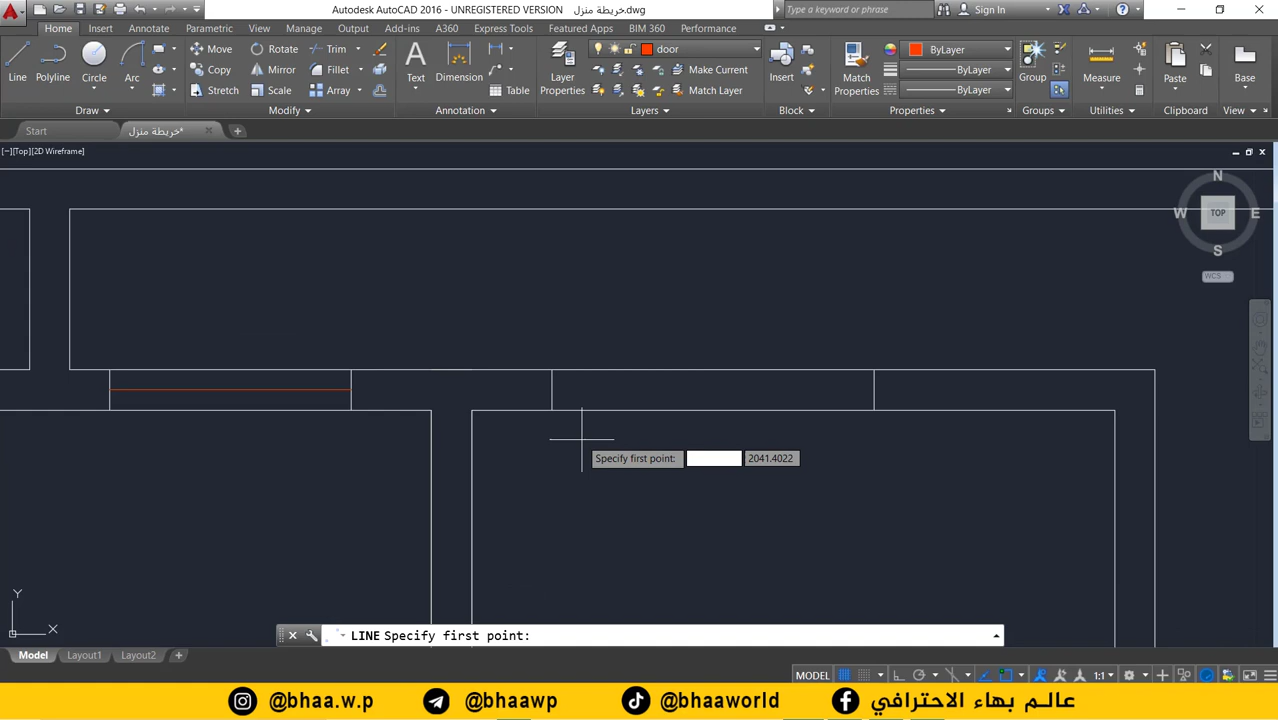 Autodesk AutoCAD 2016 - UNREGISTERED VERSION خريطة منزل.dwg
Type a keyword or phrase
Sign In
Home Insert Annotate Parametric View Manage Output Add-ins A360 Express Tools Featured Apps BIM 360 Performance
Line Polyline Circle Arc
Move Rotate Trim
Copy Mirror Fillet
Stretch Scale Array
Text Dimension
Table
Layer Properties
door
Make Current
Match Layer
Insert
Match Properties
ByLayer
ByLayer
ByLayer
Group
Measure
Paste
Base
Draw Modify Annotation Layers Block Properties Groups Utilities Clipboard View
Start خريطة منزل*
[−][Top][2D Wireframe]
N
W TOP E
S
WCS
Specify first point: 2041.4022
Y
X
LINE Specify first point:
Model Layout1 Layout2
MODEL 1:1
@bhaa.w.p @bhaawp @bhaaworld عالم بهاء الاحترافي